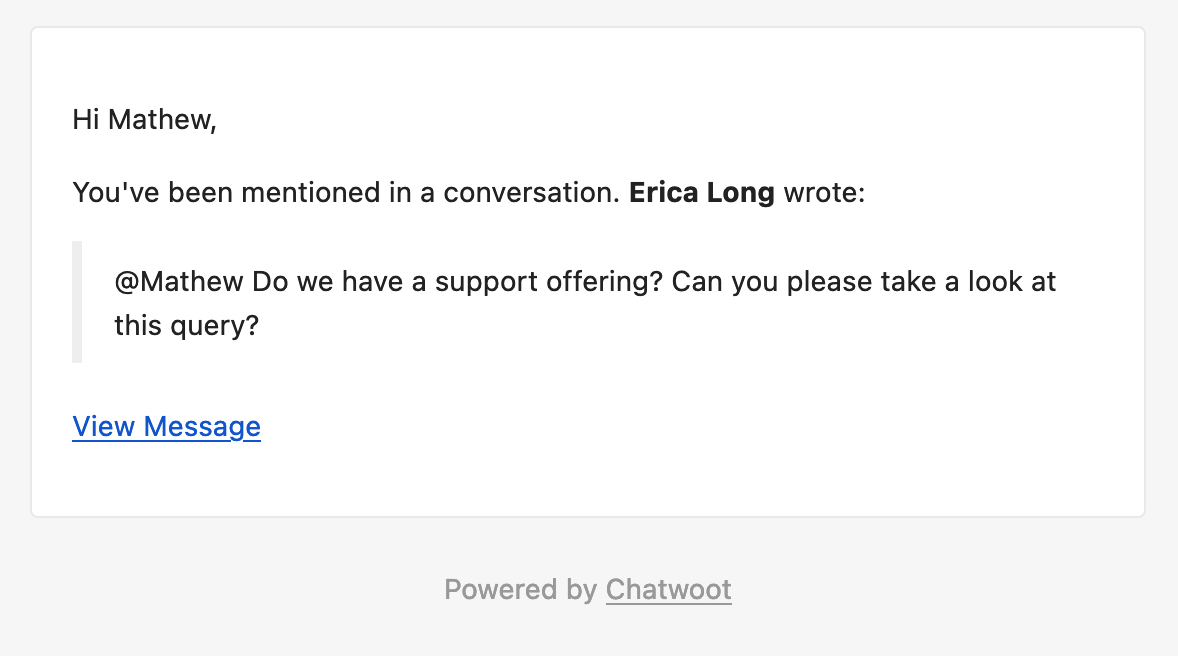 Hi Mathew,
You've been mentioned in a conversation. Erica Long wrote:
@Mathew Do we have a support offering? Can you please take a look at
this query?
View Message
Powered by Chatwoot